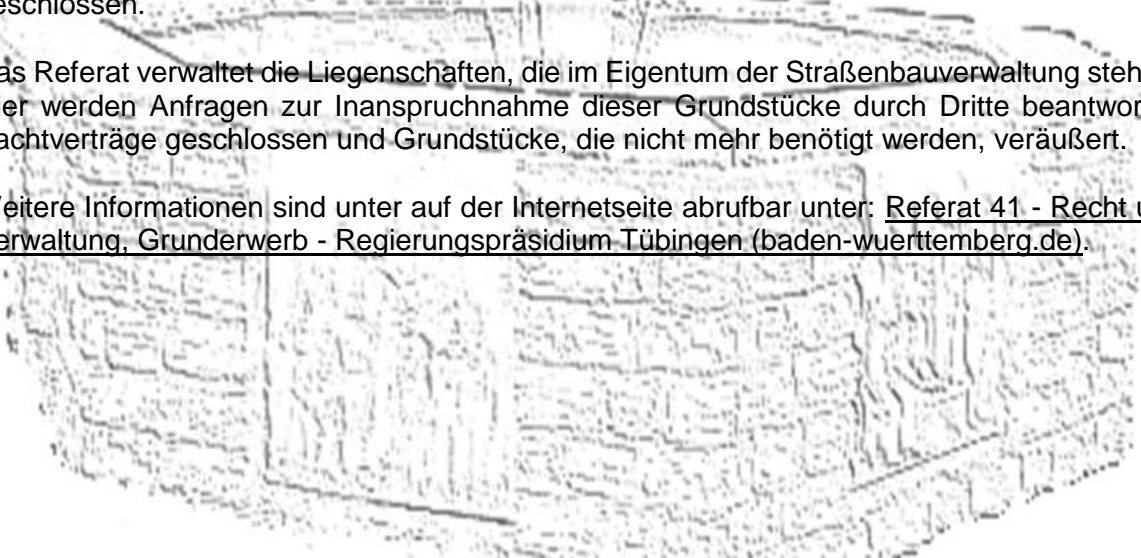 eschlossen.
as Referat verwaltet die Liegenschaften, die im Eigentum der Straßenbauverwaltung steh
er werden Anfragen zur Inanspruchnahme dieser Grundstücke durch Dritte beantwor
achtverträge geschlossen und Grundstücke, die nicht mehr benötigt werden, veräußert.
eitere Informationen sind unter auf der Internetseite abrufbar unter: Referat 41 - Recht u
erwaltung, Grunderwerb - Regierungspräsidium Tübingen (baden-wuerttemberg.de).